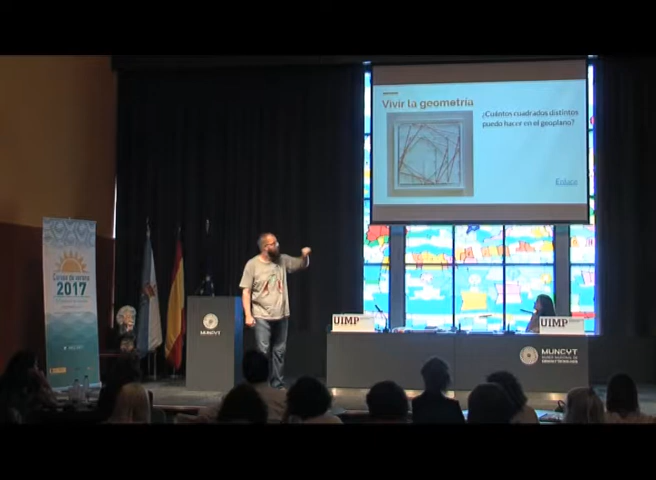 Vivir la geometría
¿Cuántos cuadrados distintos
puedo hacer en el geoplano?
Enlace
Cursos de verano
2017
MUNCYT
UIMP
UIMP
MUNCYT